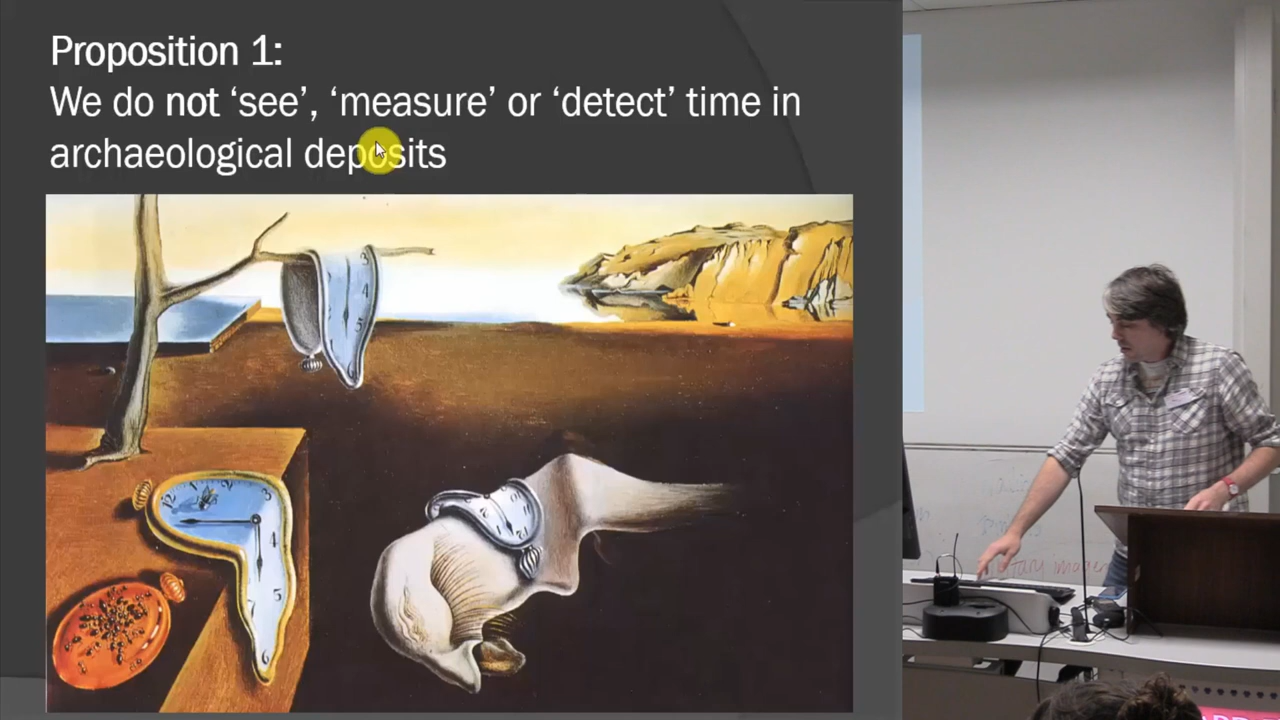 Proposition 1:
We do not ‘see’, ‘measure’ or ‘detect’ time in
archaeological deposits